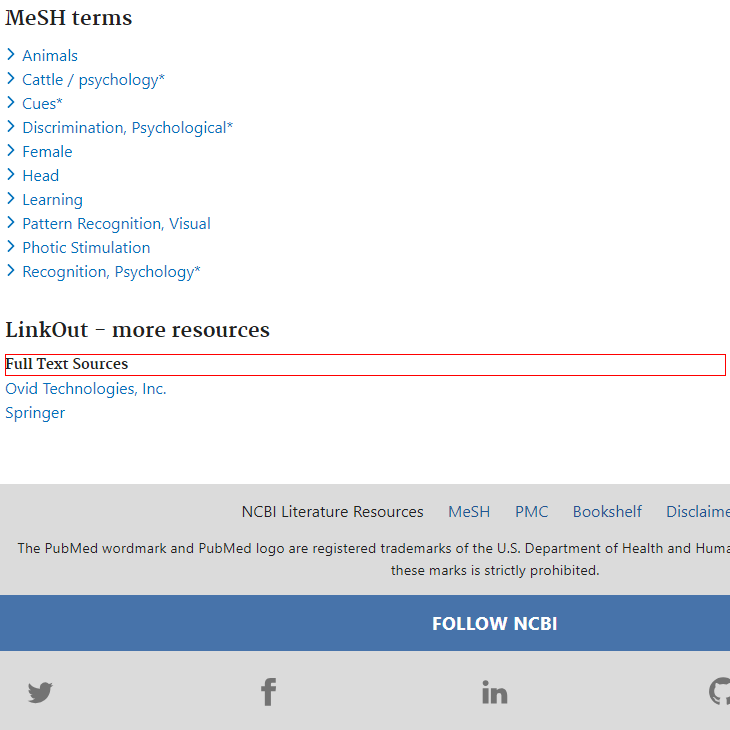 MeSH terms
Animals
Cattle / psychology*
Cues*
Discrimination, Psychological*
Female
Head
Learning
Pattern Recognition, Visual
Photic Stimulation
Recognition, Psychology*
LinkOut - more resources
Full Text Sources
Ovid Technologies, Inc.
Springer
NCBI Literature Resources MeSH PMC Bookshelf Disclaime
The PubMed wordmark and PubMed logo are registered trademarks of the U.S. Department of Health and Huma
these marks is strictly prohibited.
FOLLOW NCBI